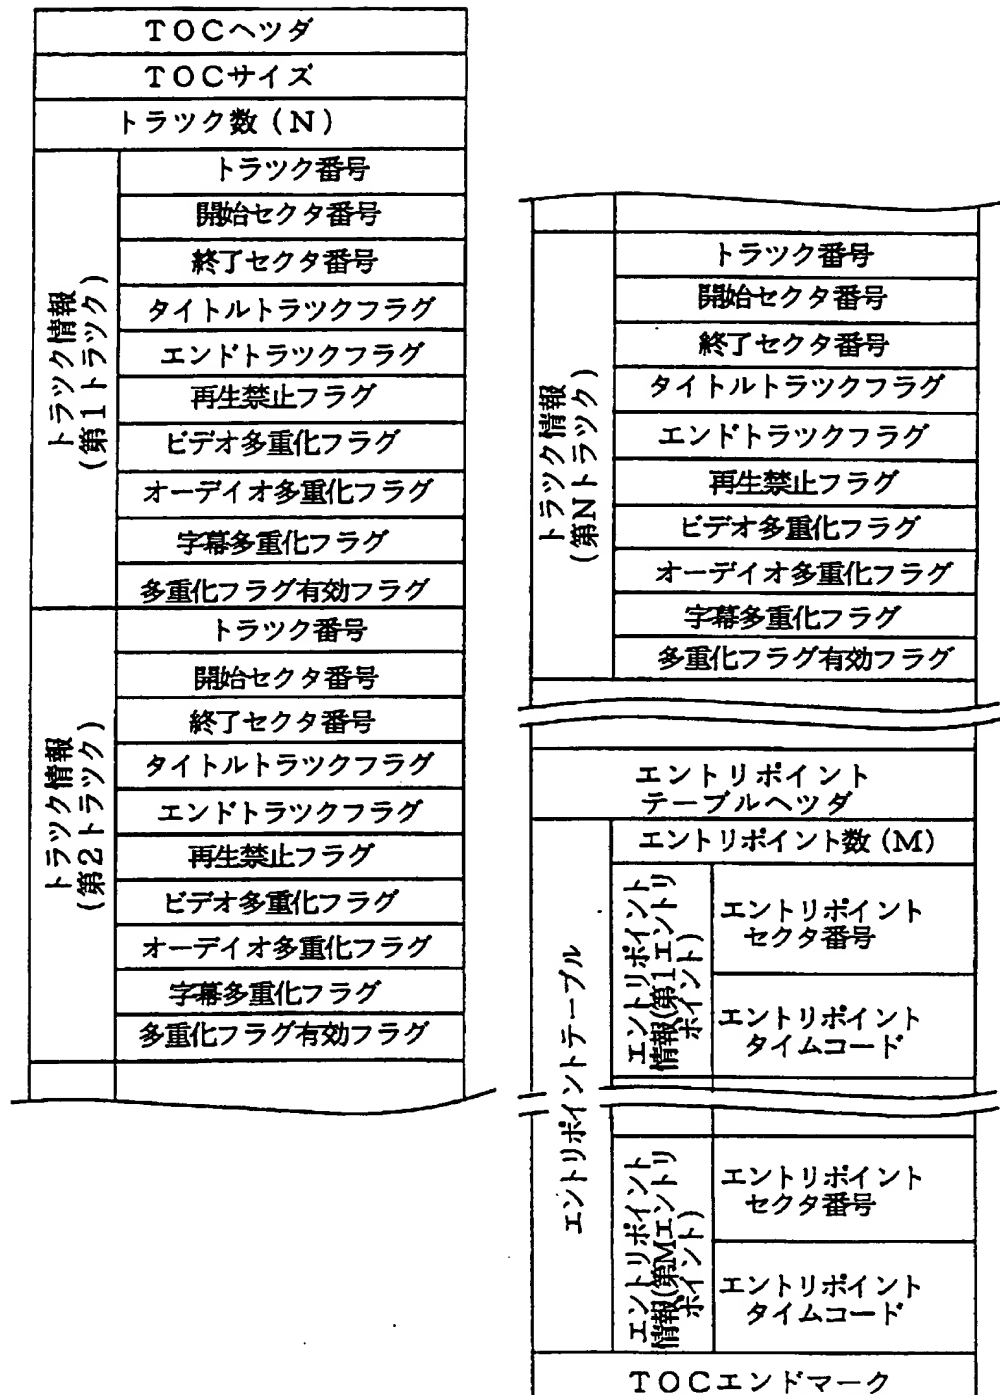 TOCヘツダ
TOCサイズ
トラツク数(N)
トラツク情報
(第1トラツク)
トラツク番号
開始セクタ番号
終了セクタ番号
タイトルトラツクフラグ
エンドトラツクフラグ
再生禁止フラグ
ビデオ多重化フラグ
オーデイオ多重化フラグ
字幕多重化フラグ
多重化フラグ有効フラグ
トラツク情報
(第2トラツク)
トラツク番号
開始セクタ番号
終了セクタ番号
タイトルトラツクフラグ
エンドトラツクフラグ
再生禁止フラグ
ビデオ多重化フラグ
オーデイオ多重化フラグ
字幕多重化フラグ
多重化フラグ有効フラグ
トラツク情報
(第Nトラツク)
トラツク番号
開始セクタ番号
終了セクタ番号
タイトルトラツクフラグ
エンドトラツクフラグ
再生禁止フラグ
ビデオ多重化フラグ
オーデイオ多重化フラグ
字幕多重化フラグ
多重化フラグ有効フラグ
エントリポイント
テーブルヘツダ
エントリポイントテーブル
エントリポイント数(M)
エントリポイント
情報(第1エントリ
ポイント)
エントリポイント
セクタ番号
エントリポイント
タイムコード
エントリポイント
情報(第Mエントリ
ポイント)
エントリポイント
セクタ番号
エントリポイント
タイムコード
TOCエンドマーク